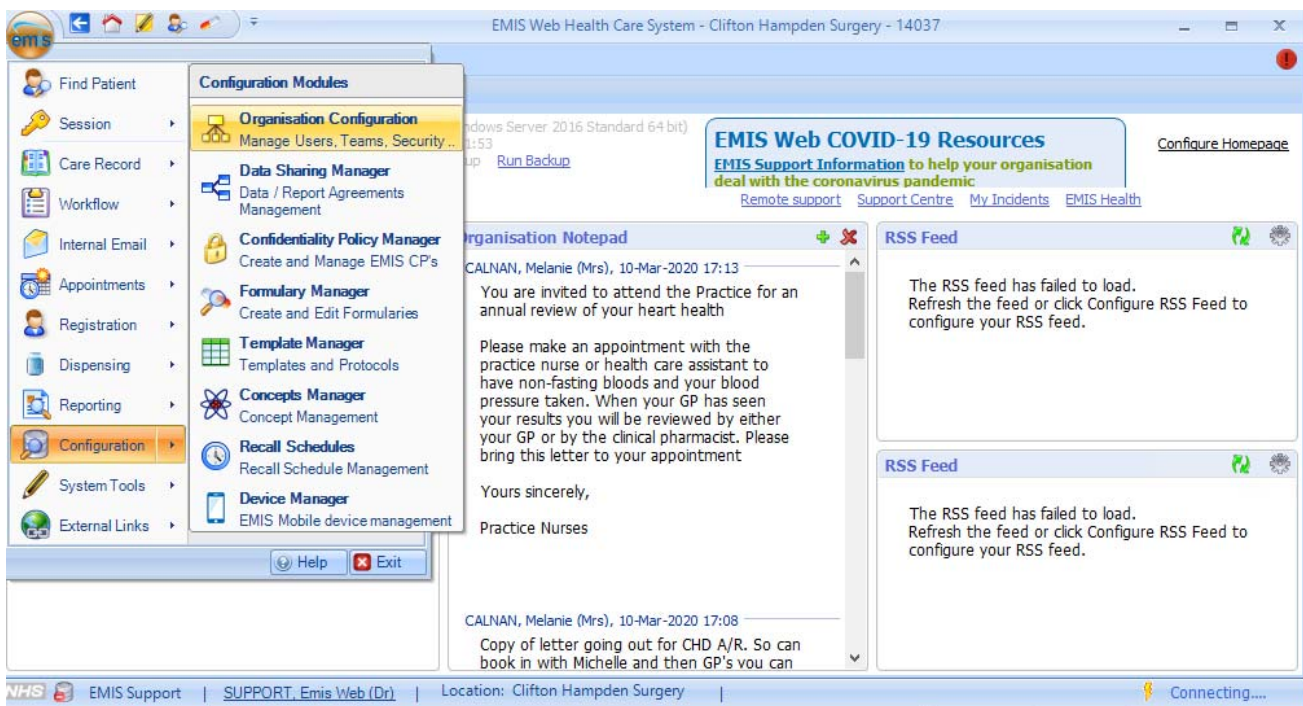 EMIS Web Health Care System - Clifton Hampden Surgery - 14037
emis
Find Patient
Session
Care Record
Workflow
Internal Email
Appointments
Registration
Dispensing
Reporting
Configuration
System Tools
External Links
Configuration Modules
Organisation Configuration
Manage Users, Teams, Security ..
Data Sharing Manager
Data / Report Agreements
Management
Confidentiality Policy Manager
Create and Manage EMIS CP's
Formulary Manager
Create and Edit Formularies
Template Manager
Templates and Protocols
Concepts Manager
Concept Management
Recall Schedules
Recall Schedule Management
Device Manager
EMIS Mobile device management
Help
Exit
Server 2016 Standard 64 bit)
:53
Run Backup
EMIS Web COVID-19 Resources
EMIS Support Information to help your organisation
deal with the coronavirus pandemic
Configure Homepage
Remote support Support Centre My Incidents EMIS Health
Organisation Notepad
CALNAN, Melanie (Mrs), 10-Mar-2020 17:13
You are invited to attend the Practice for an
annual review of your heart health
Please make an appointment with the
practice nurse or health care assistant to
have non-fasting bloods and your blood
pressure taken. When your GP has seen
your results you will be reviewed by either
your GP or by the clinical pharmacist. Please
bring this letter to your appointment
Yours sincerely,
Practice Nurses
CALNAN, Melanie (Mrs), 10-Mar-2020 17:08
Copy of letter going out for CHD A/R. So can
book in with Michelle and then GP's you can
RSS Feed
The RSS feed has failed to load.
Refresh the feed or click Configure RSS Feed to
configure your RSS feed.
RSS Feed
The RSS feed has failed to load.
Refresh the feed or click Configure RSS Feed to
configure your RSS feed.
NHS EMIS Support | SUPPORT, Emis Web (Dr) | Location: Clifton Hampden Surgery | Connecting....